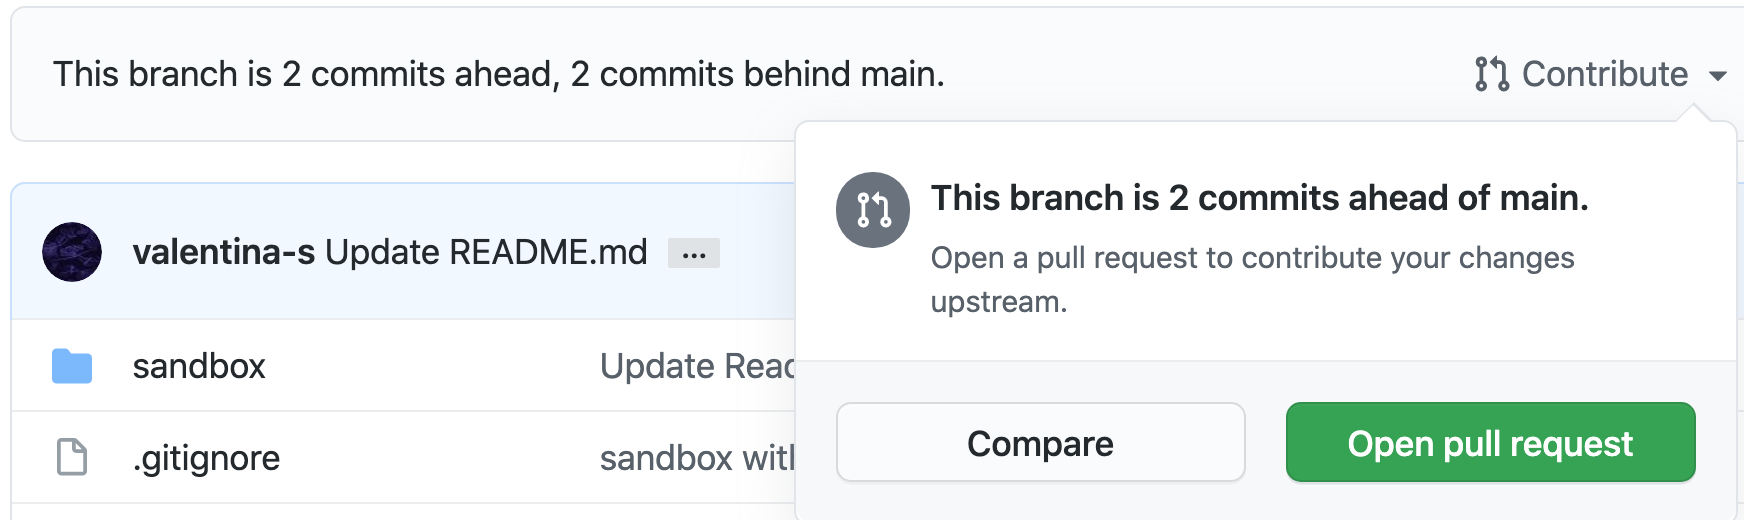 This branch is 2 commits ahead, 2 commits behind main.
Contribute
This branch is 2 commits ahead of main.
Open a pull request to contribute your changes
upstream.
Compare
Open pull request
valentina-s Update README.md ...
sandbox
Update
.gitignore
sandbox